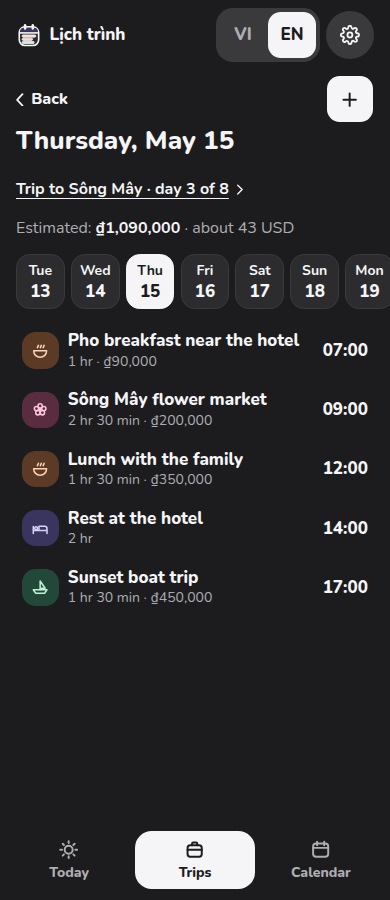 Lịch trình
VI EN
Back
Thursday, May 15
Trip to Sông Mây · day 3 of 8
Estimated: ₫1,090,000 · about 43 USD
Tue Wed Thu Fri Sat Sun Mon
13 14 15 16 17 18 19
Pho breakfast near the hotel 07:00
1 hr · ₫90,000
Sông Mây flower market 09:00
2 hr 30 min · ₫200,000
Lunch with the family 12:00
1 hr 30 min · ₫350,000
Rest at the hotel 14:00
2 hr
Sunset boat trip 17:00
1 hr 30 min · ₫450,000
Today Trips Calendar